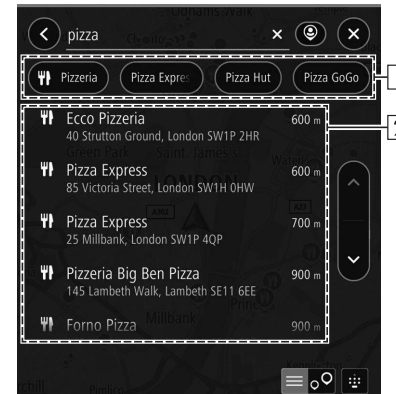 pizza
Pizzeria
Pizza Expres
Pizza Hut
Pizza GoGo
Ecco Pizzeria 600 m
40 Strutton Ground, London SW1P 2HR
Pizza Express 600 m
85 Victoria Street, London SW1H 0HW
LONDON
Pizza Express 700 m
25 Millbank, London SW1P 4QP
Pizzeria Big Ben Pizza 900 m
145 Lambeth Walk, Lambeth SE11 6EE
Forno Pizza 900 m
Millbank